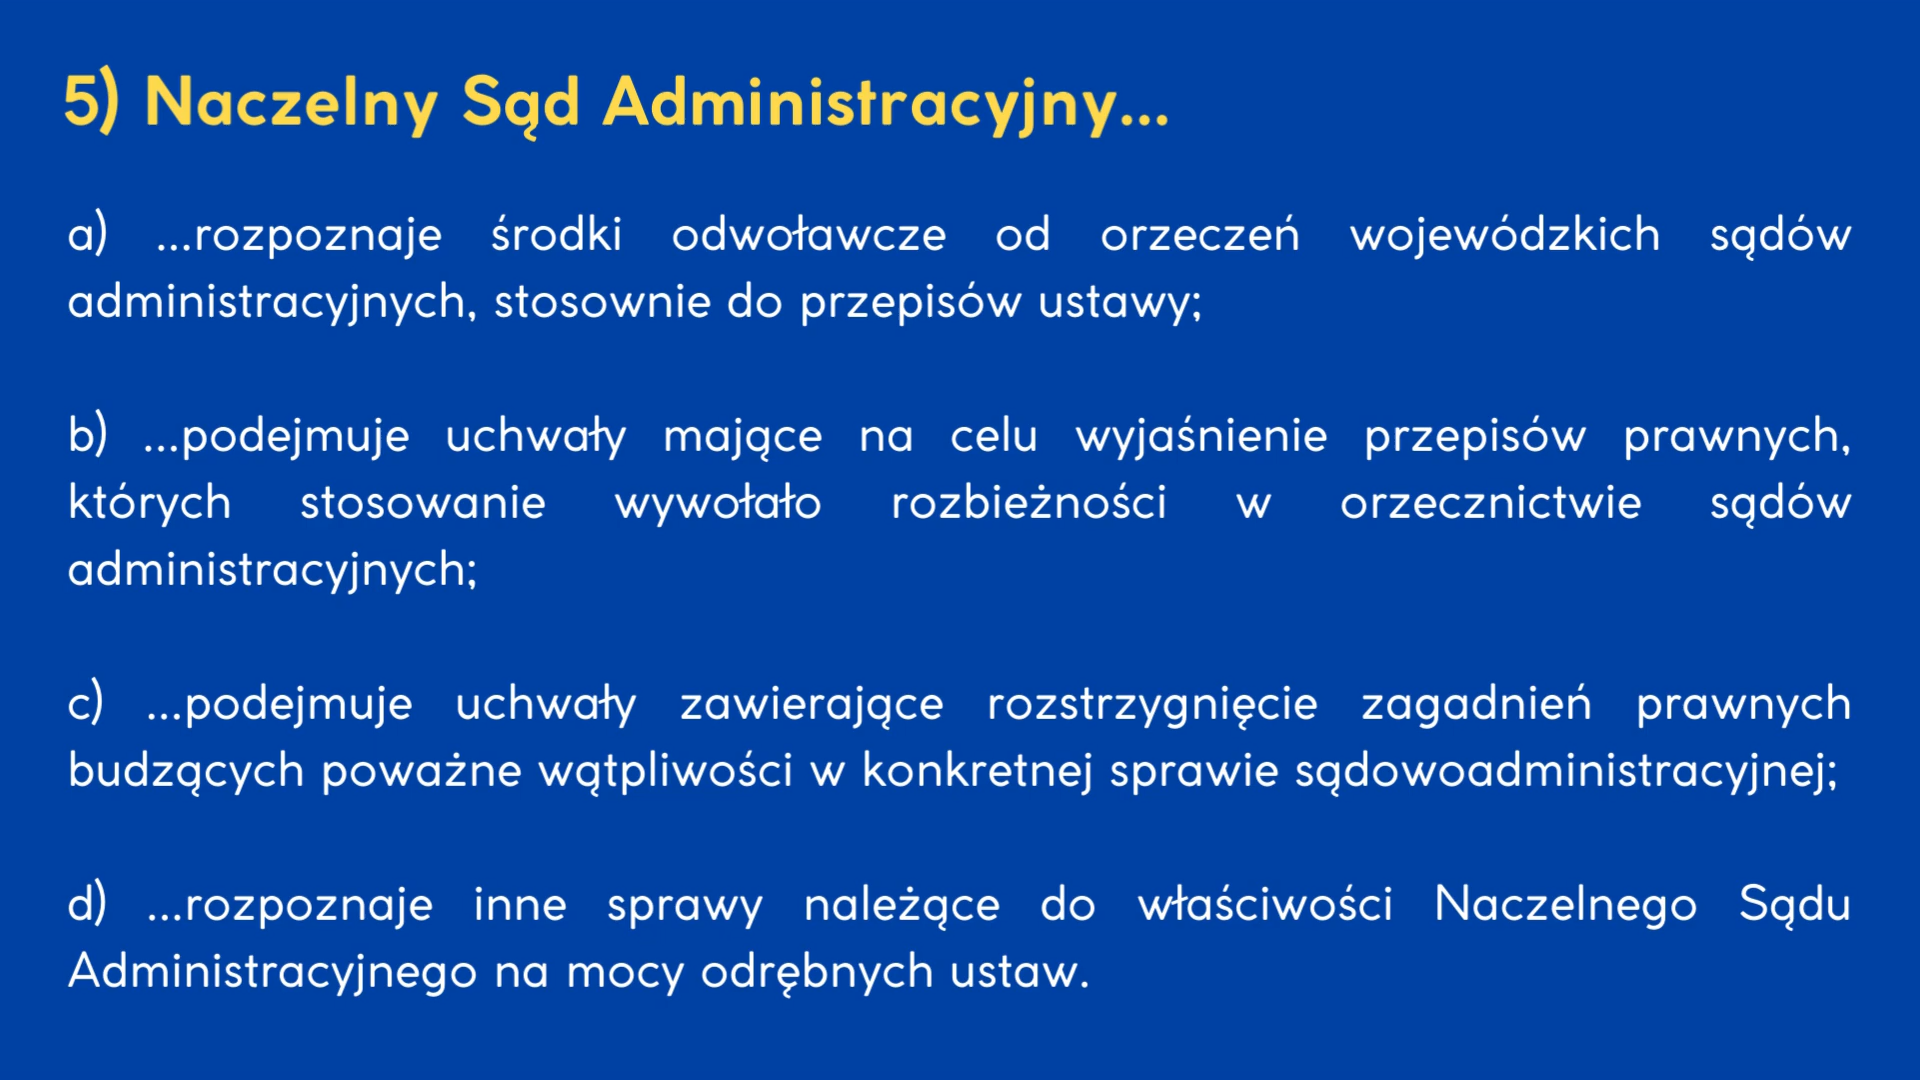 5) Naczelny Sąd Administracyjny...
a) ...rozpoznaje środki odwoławcze od orzeczeń wojewódzkich sądów
administracyjnych, stosownie do przepisów ustawy;
b) ...podejmuje uchwały mające na celu wyjaśnienie przepisów prawnych,
których stosowanie wywołało rozbieżności w orzecznictwie sądów
administracyjnych;
c) ...podejmuje uchwały zawierające rozstrzygnięcie zagadnień prawnych
budzących poważne wątpliwości w konkretnej sprawie sądowoadministracyjnej;
d) ...rozpoznaje inne sprawy należące do właściwości Naczelnego Sądu
Administracyjnego na mocy odrębnych ustaw.